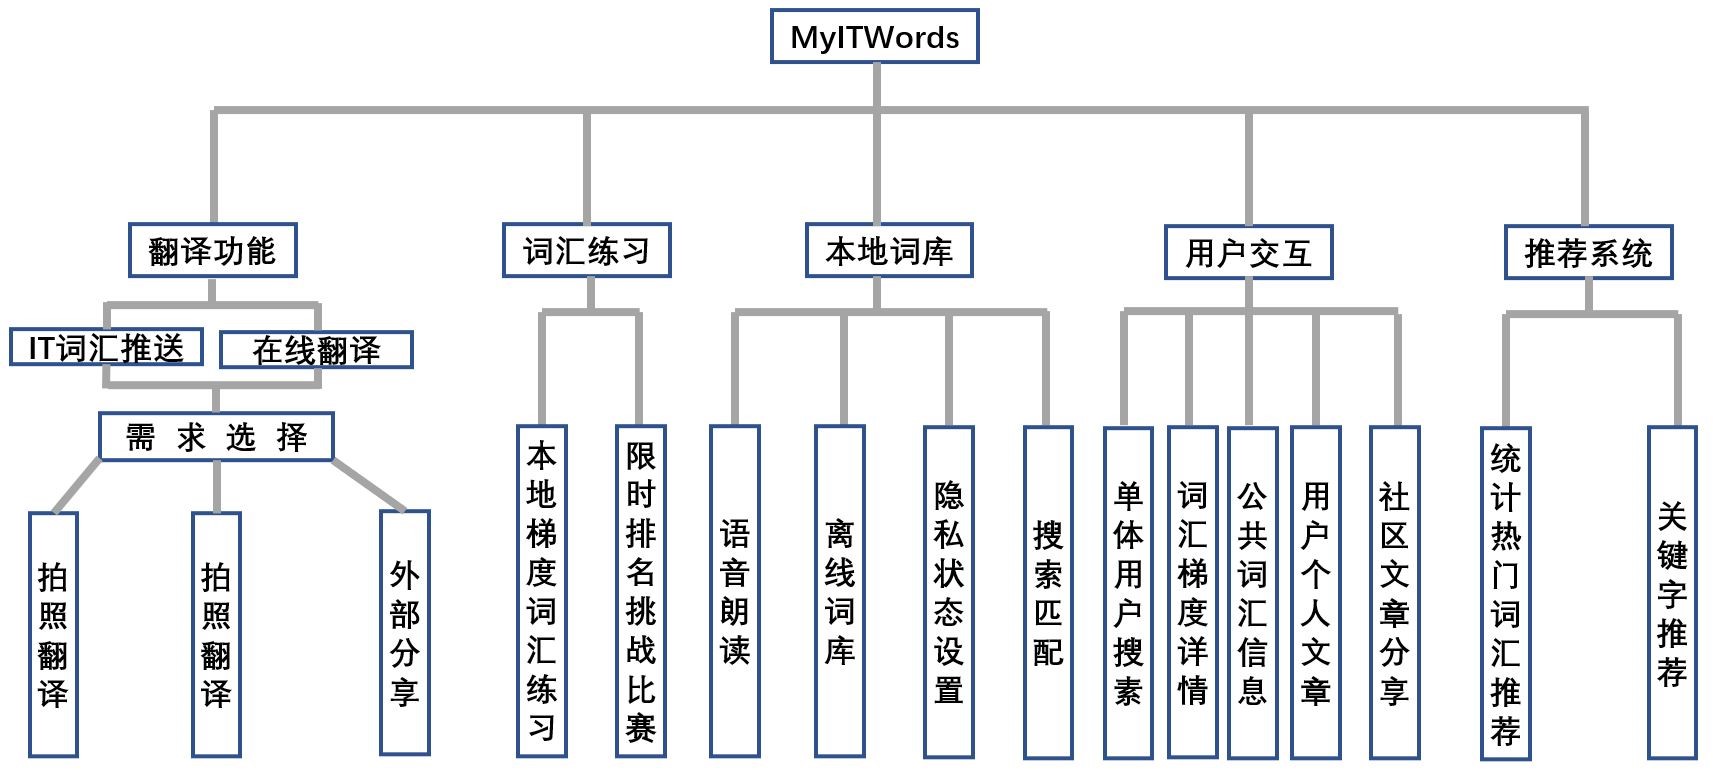 MyITWords
翻译功能
词汇练习
本地词库
用户交互
推荐系统
IT词汇推送
在线翻译
需求选择
拍照翻译
拍照翻译
外部分享
本地梯度词汇练习
限时排名挑战比赛
语音朗读
离线词库
隐私状态设置
搜索匹配
单体用户搜素
词汇梯度详情
公共词汇信息
用户个人文章
社区文章分享
统计热门词汇推荐
关键字推荐